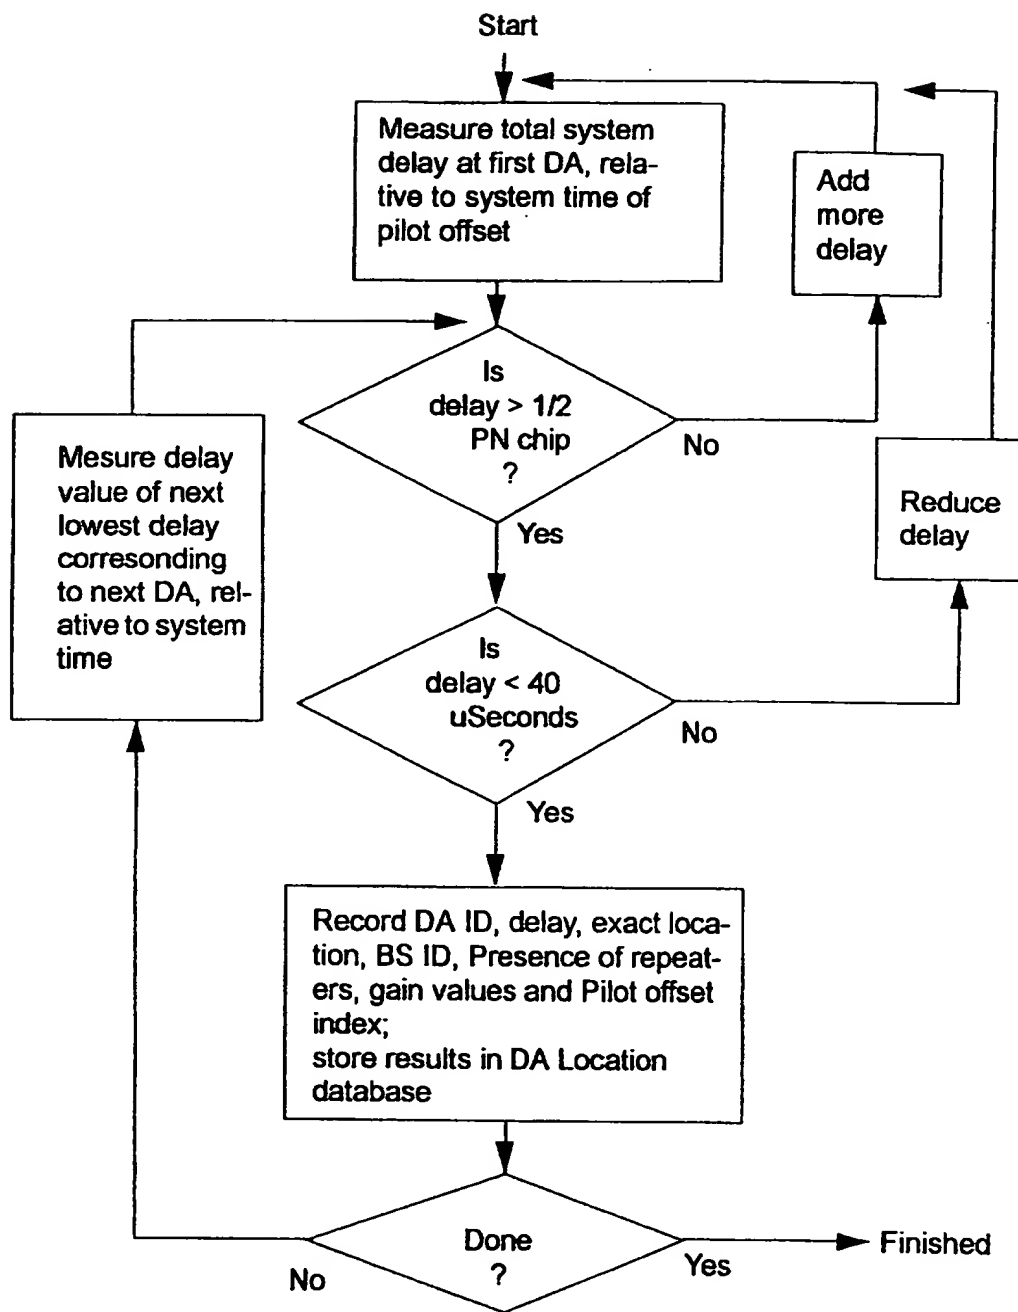 Start
Measure total system
delay at first DA, rela-
tive to system time of
pilot offset
Add
more
delay
Is
delay > 1/2
PN chip
?
No
Yes
Mesure delay
value of next
lowest delay
corresonding
to next DA, rel-
ative to system
time
Reduce
delay
Is
delay < 40
uSeconds
?
No
Yes
Record DA ID, delay, exact loca-
tion, BS ID, Presence of repeat-
ers, gain values and Pilot offset
index;
store results in DA Location
database
Done
?
No
Yes
Finished